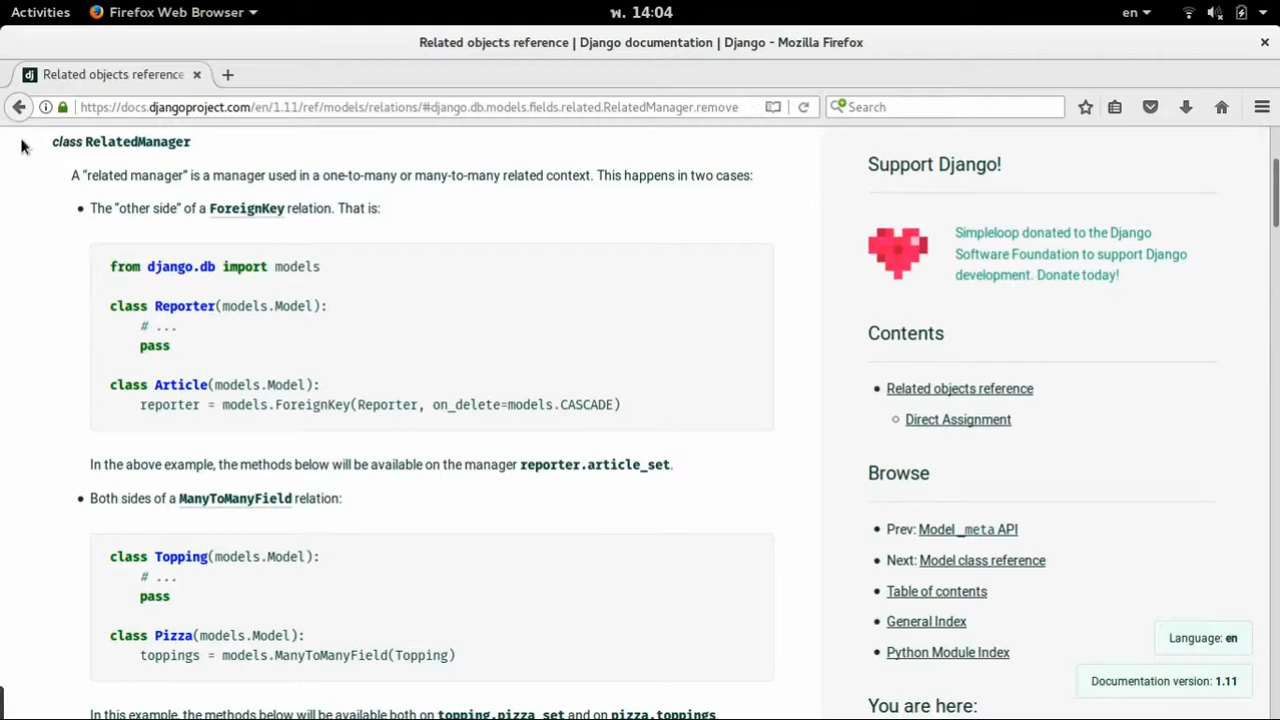 Activities Firefox Web Browser พ. 14:04 en
Related objects reference | Django documentation | Django - Mozilla Firefox
dj Related objects reference
https://docs.djangoproject.com/en/1.11/ref/models/relations/#django.db.models.fields.related.RelatedManager.remove Search
class RelatedManager
A “related manager” is a manager used in a one-to-many or many-to-many related context. This happens in two cases:
• The “other side” of a ForeignKey relation. That is:
from django.db import models
class Reporter(models.Model):
# ...
pass
class Article(models.Model):
reporter = models.ForeignKey(Reporter, on_delete=models.CASCADE)
In the above example, the methods below will be available on the manager reporter.article_set.
• Both sides of a ManyToManyField relation:
class Topping(models.Model):
# ...
pass
class Pizza(models.Model):
toppings = models.ManyToManyField(Topping)
In this example, the methods below will be available both on topping.pizza_set and on pizza.toppings.
Support Django!
Simpleloop donated to the Django
Software Foundation to support Django
development. Donate today!
Contents
• Related objects reference
○ Direct Assignment
Browse
• Prev: Model _meta API
• Next: Model class reference
• Table of contents
• General Index
• Python Module Index
You are here:
Language: en
Documentation version: 1.11